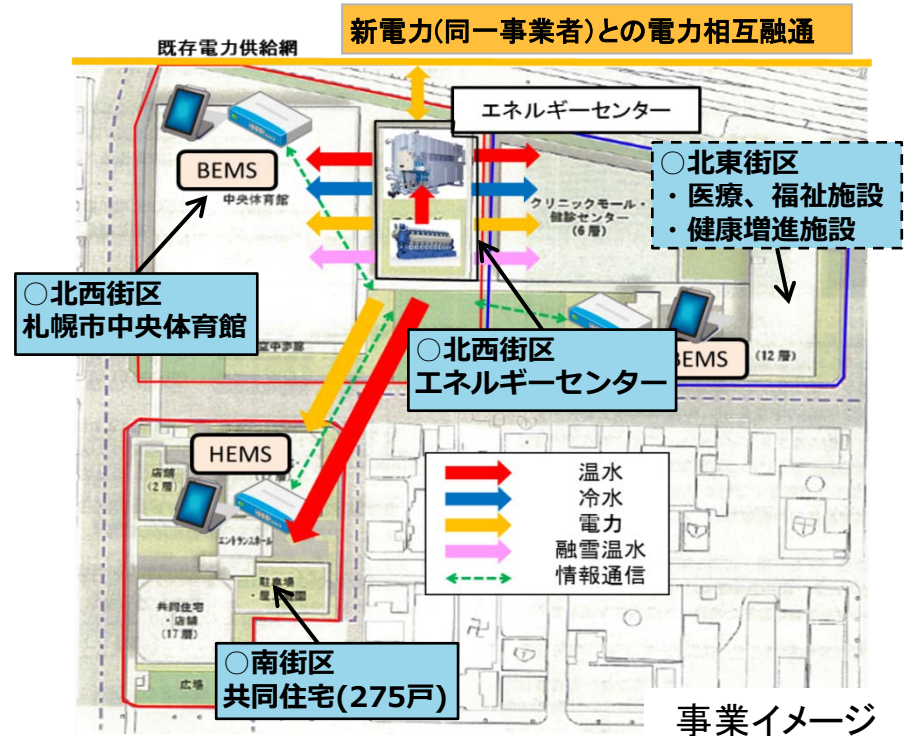 新電力(同一事業者)との電力相互融通
既存電力供給網
エネルギーセンター
BEMS
中央体育館
クリニックモール・
健診センター
(6層)
○北東街区
・医療、福祉施設
・健康増進施設
○北西街区
札幌市中央体育館
○北西街区
エネルギーセンター
BEMS
(12層)
空中歩廊
HEMS
店舗
(2層)
エントランスホール
駐車場
共同住宅
・店舗
(17層)
広場
温水
冷水
電力
融雪温水
情報通信
卍
○南街区
共同住宅(275戸)
事業イメージ